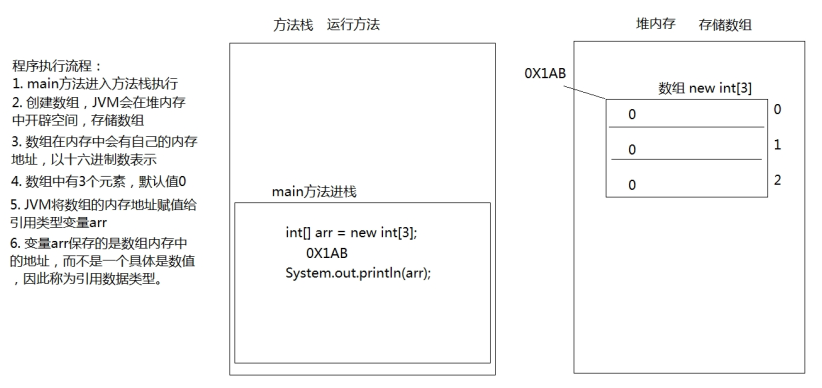 方法栈 运行方法
堆内存 存储数组
程序执行流程：
1. main方法进入方法栈执行
2. 创建数组，JVM会在堆内存
中开辟空间，存储数组
3. 数组在内存中会有自己的内存
地址，以十六进制数表示
4. 数组中有3个元素，默认值0
5. JVM将数组的内存地址赋值给
引用类型变量arr
6. 变量arr保存的是数组内存中
的地址，而不是一个具体是数值
，因此称为引用数据类型。
main方法进栈
int[] arr = new int[3];
0X1AB
System.out.println(arr);
0X1AB
数组 new int[3]
0 0
0 1
0 2